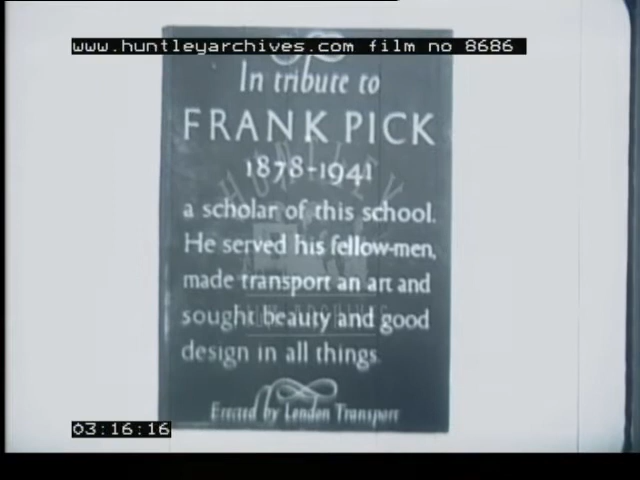 www.huntleyarchives.com film no 8686
In tribute to
FRANK PICK
1878-1941
a scholar of this school.
He served his fellow-men,
made transport an art and
sought beauty and good
design in all things.
Erected by London Transport
03:16:16
HUNTLEY
ARCHIVES